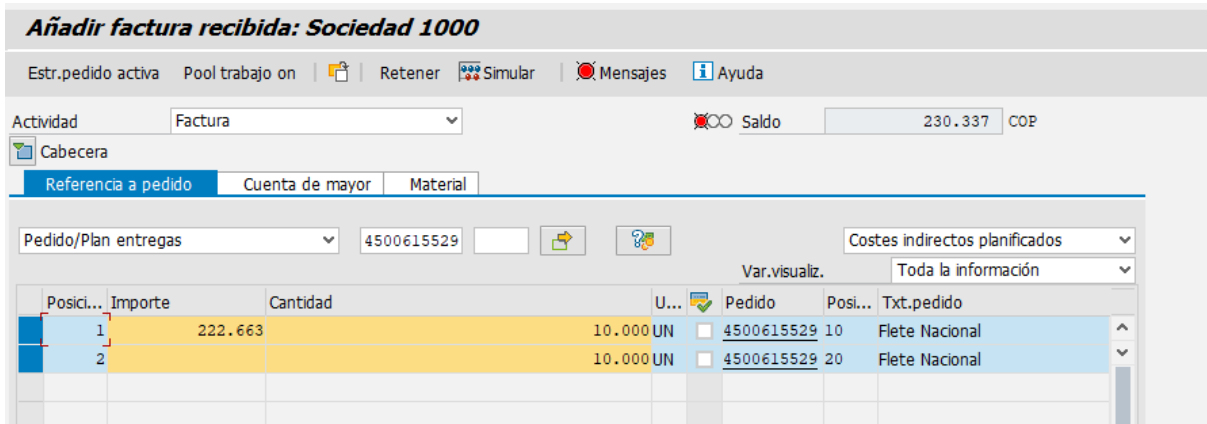 Añadir factura recibida: Sociedad 1000
Estr.pedido activa Pool trabajo on Retener Simular Mensajes Ayuda
Actividad Factura Saldo 230.337 COP
Cabecera
Referencia a pedido Cuenta de mayor Material
Pedido/Plan entregas 4500615529 Costes indirectos planificados
Var.visualiz. Toda la información
Posici... Importe Cantidad U... Pedido Posi... Txt.pedido
1 222.663 10.000 UN 4500615529 10 Flete Nacional
2 10.000 UN 4500615529 20 Flete Nacional